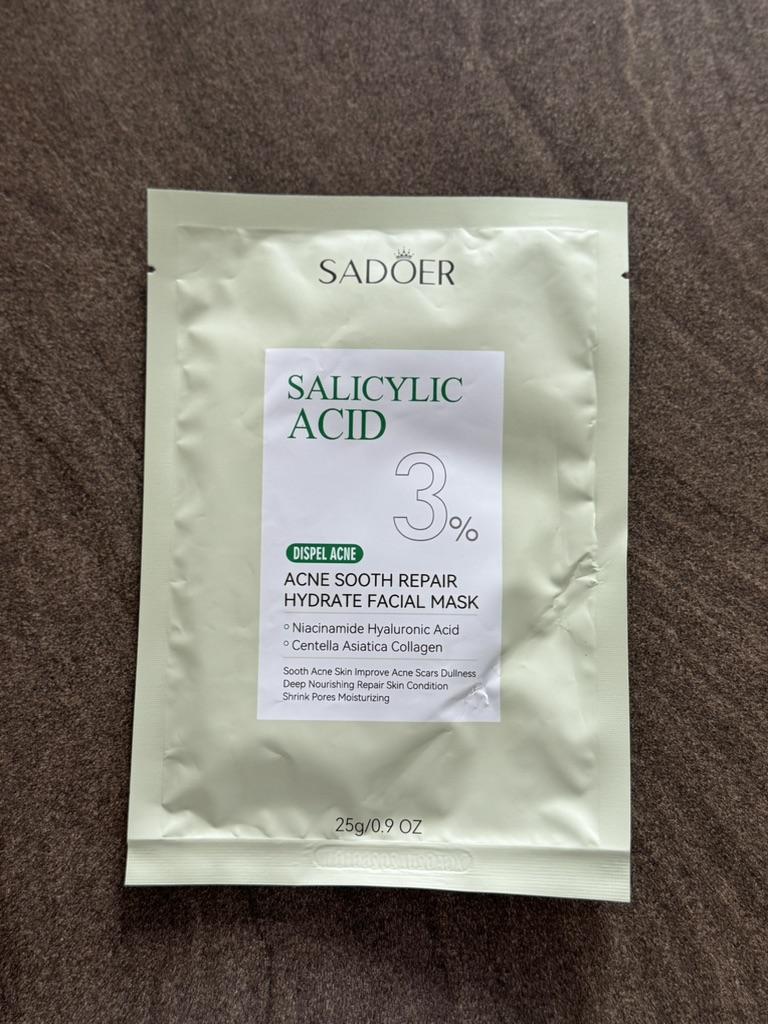 SADOER
SALICYLIC
ACID
3%
DISPEL ACNE
ACNE SOOTH REPAIR
HYDRATE FACIAL MASK
Niacinamide Hyaluronic Acid
Centella Asiatica Collagen
Sooth Acne Skin Improve Acne Scars Dullness
Deep Nourishing Repair Skin Condition
Shrink Pores Moisturizing
25g/0.9 OZ